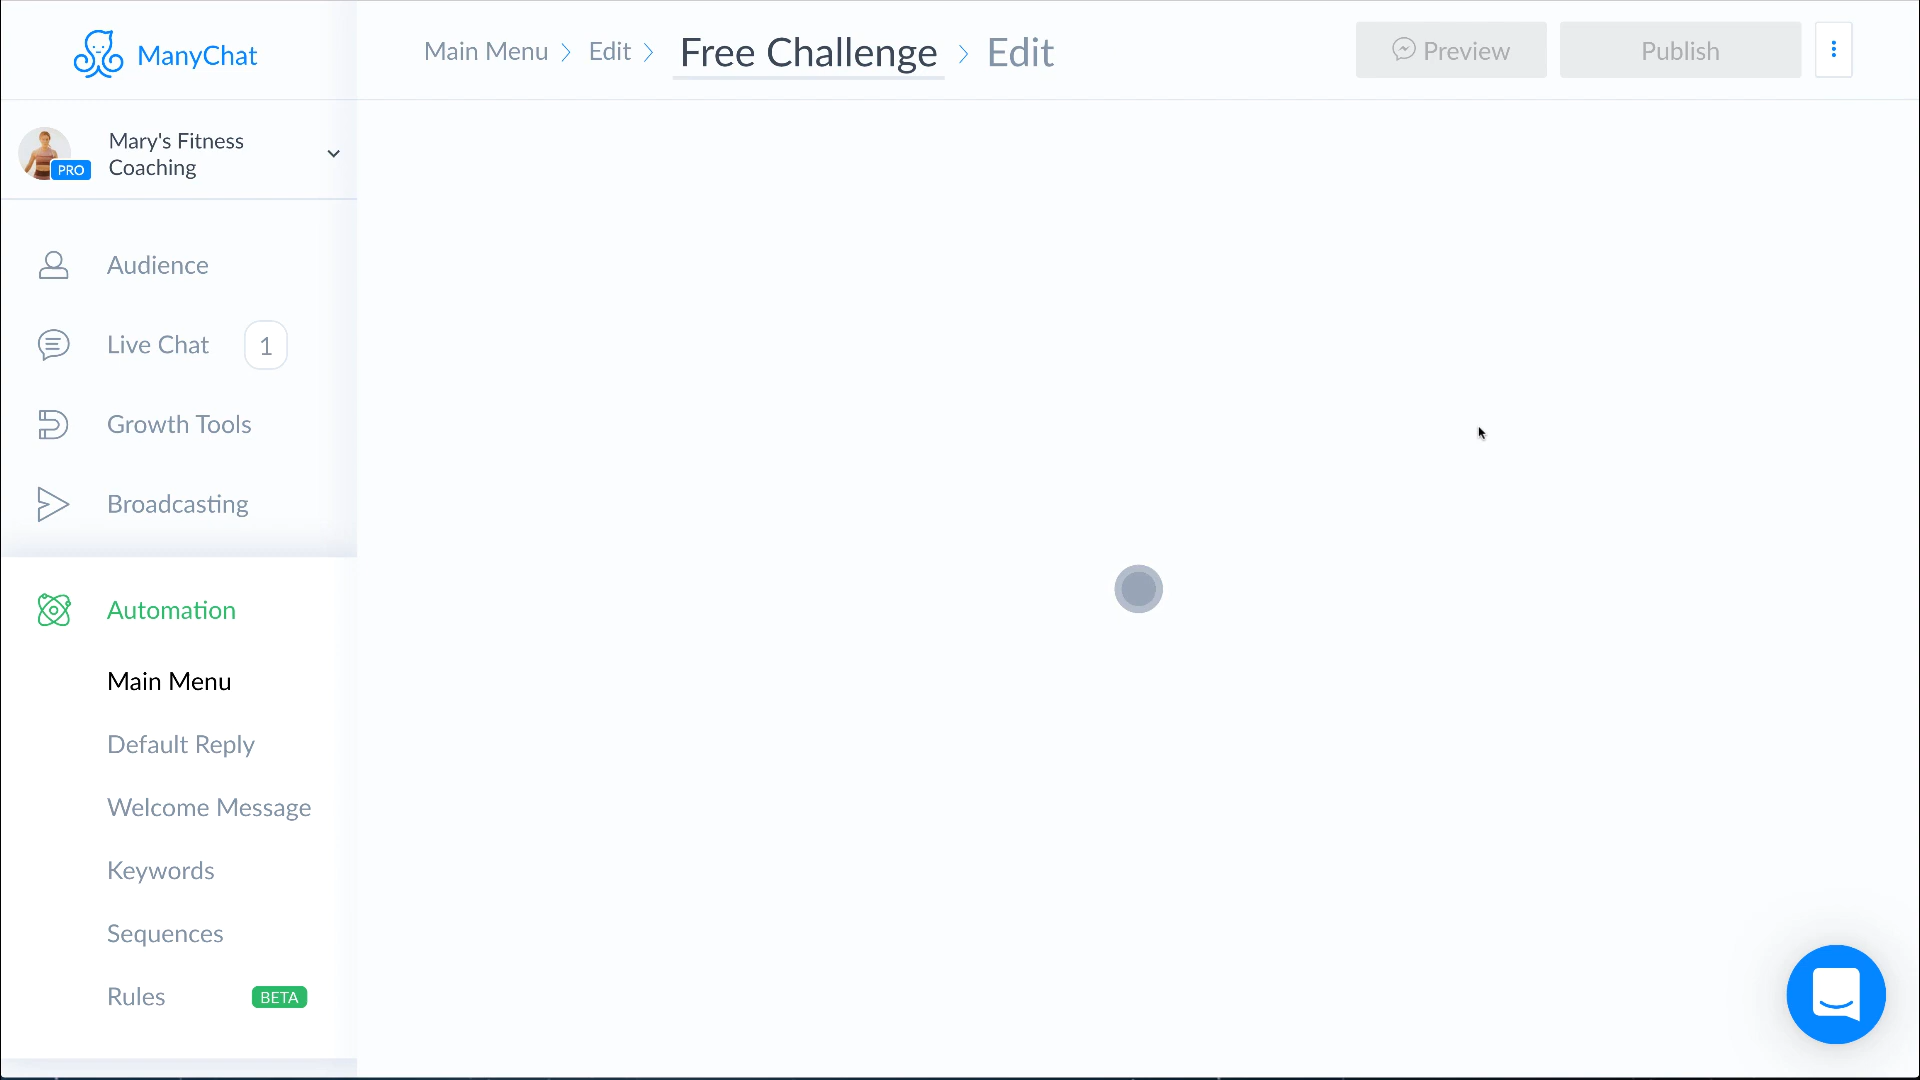 ManyChat
Main Menu > Edit > Free Challenge > Edit
Preview
Publish
Mary's Fitness
Coaching
PRO
Audience
Live Chat 1
Growth Tools
Broadcasting
Automation
Main Menu
Default Reply
Welcome Message
Keywords
Sequences
Rules BETA